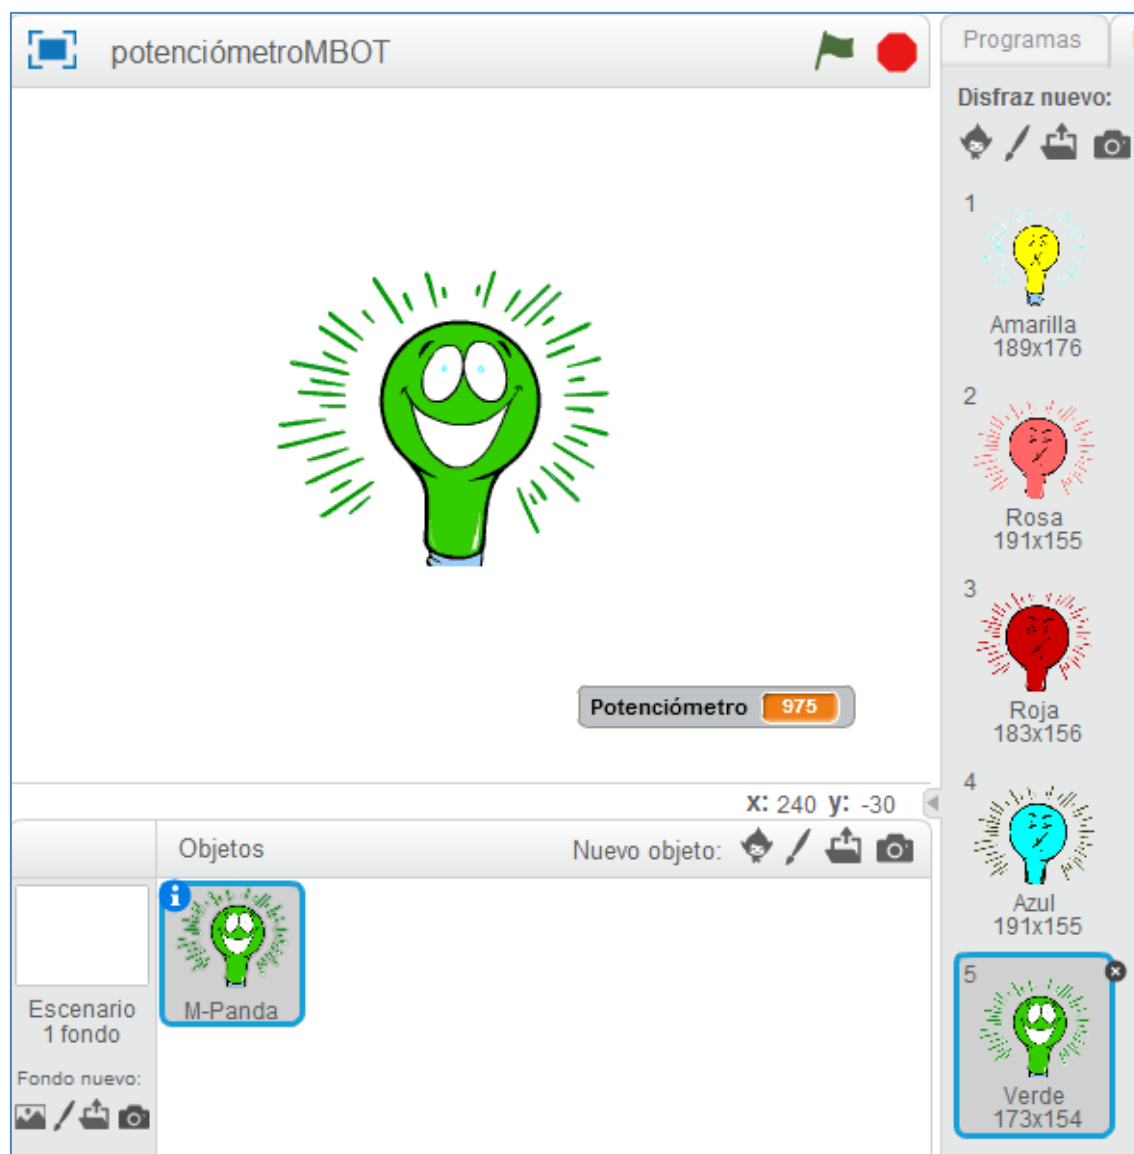 potenciómetroMBOT
Programas
Disfraz nuevo:
1
Amarilla
189x176
2
Rosa
191x155
3
Roja
183x156
4
Azul
191x155
5
Verde
173x154
Potenciómetro 975
x: 240 y: -30
Objetos
Nuevo objeto:
M-Panda
Escenario
1 fondo
Fondo nuevo: